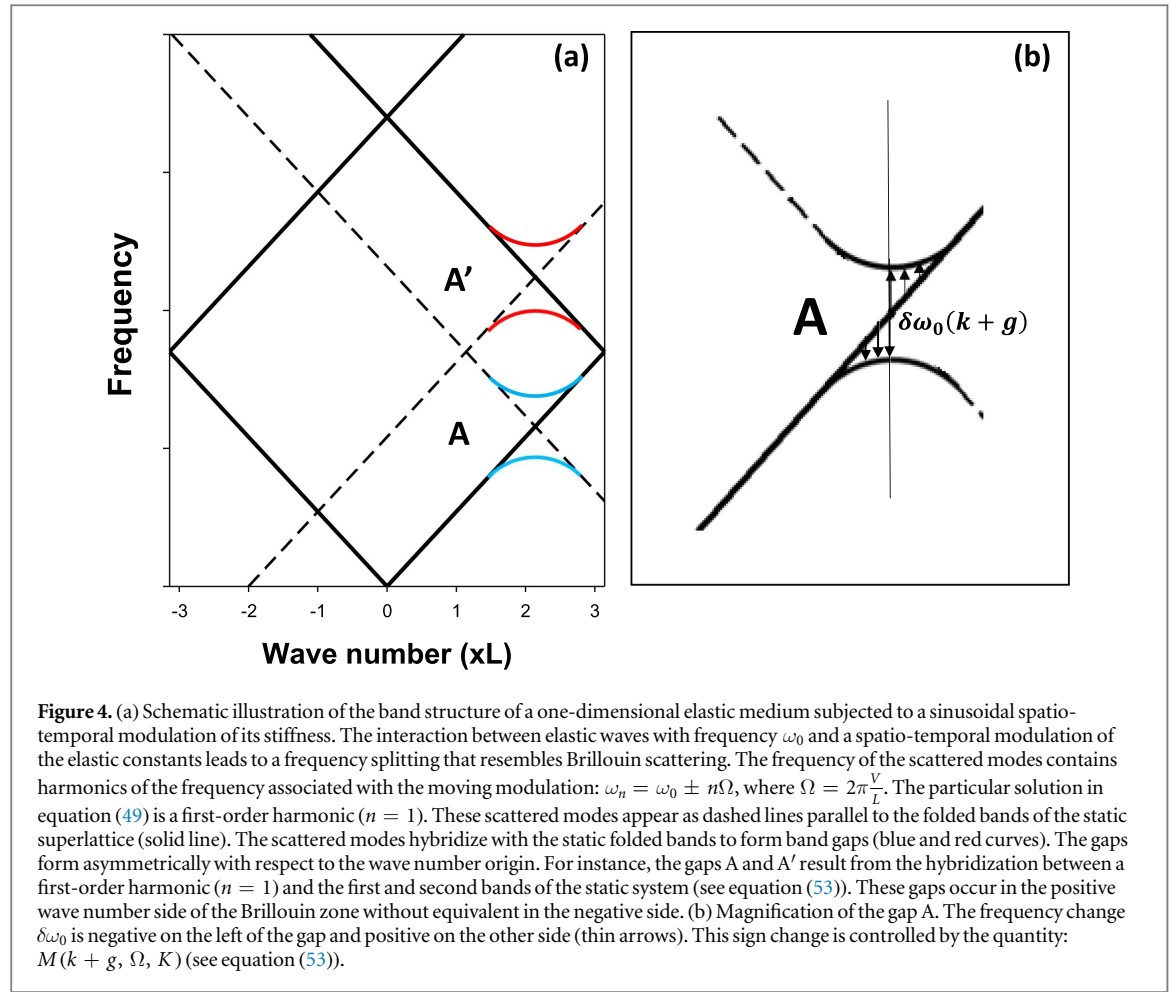 (a)
(b)
A’
A
A
δω₀(k + g)
Frequency
-3 -2 -1 0 1 2 3
Wave number (xL)
Figure 4. (a) Schematic illustration of the band structure of a one-dimensional elastic medium subjected to a sinusoidal spatio-
temporal modulation of its stiffness. The interaction between elastic waves with frequency ω₀ and a spatio-temporal modulation of
the elastic constants leads to a frequency splitting that resembles Brillouin scattering. The frequency of the scattered modes contains
harmonics of the frequency associated with the moving modulation: ωₙ = ω₀ ± nΩ, where Ω = 2π V/L. The particular solution in
equation (49) is a first-order harmonic (n = 1). These scattered modes appear as dashed lines parallel to the folded bands of the static
superlattice (solid line). The scattered modes hybridize with the static folded bands to form band gaps (blue and red curves). The gaps
form asymmetrically with respect to the wave number origin. For instance, the gaps A and A′ result from the hybridization between a
first-order harmonic (n = 1) and the first and second bands of the static system (see equation (53)). These gaps occur in the positive
wave number side of the Brillouin zone without equivalent in the negative side. (b) Magnification of the gap A. The frequency change
δω₀ is negative on the left of the gap and positive on the other side (thin arrows). This sign change is controlled by the quantity:
M(k + g, Ω, K) (see equation (53)).